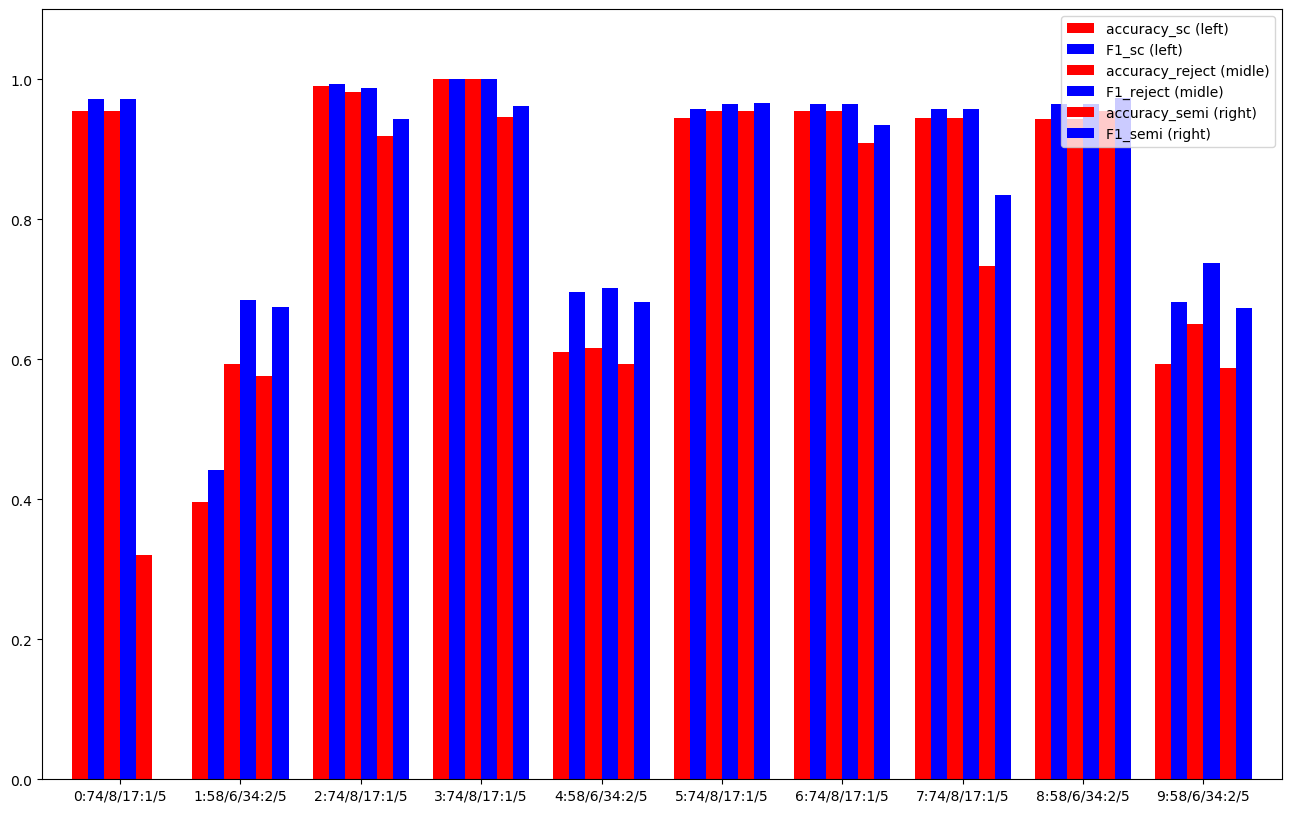 accuracy_sc (left)
F1_sc (left)
accuracy_reject (midle)
F1_reject (midle)
accuracy_semi (right)
F1_semi (right)
1.0
0.8
0.6
0.4
0.2
0.0
0:74/8/17:1/5 1:58/6/34:2/5 2:74/8/17:1/5 3:74/8/17:1/5 4:58/6/34:2/5 5:74/8/17:1/5 6:74/8/17:1/5 7:74/8/17:1/5 8:58/6/34:2/5 9:58/6/34:2/5